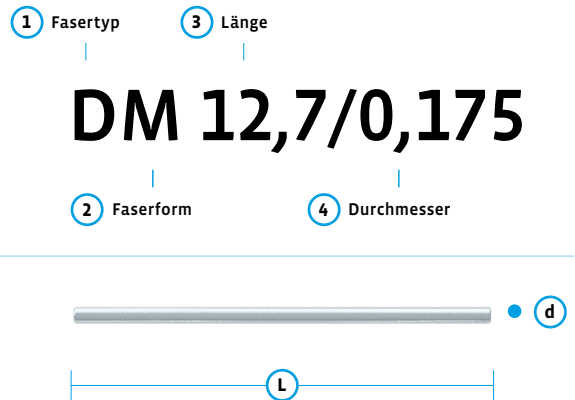 1 Fasertyp 3 Länge
DM 12,7/0,175
2 Faserform 4 Durchmesser
d
L